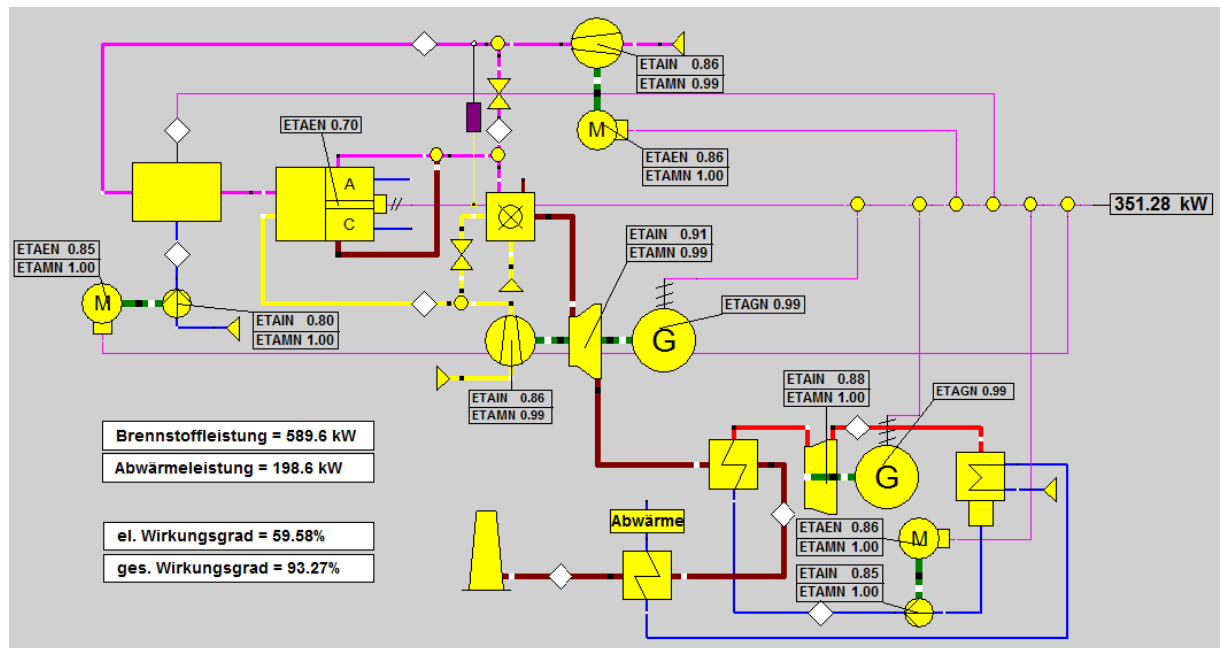 ETAIN 0.86
ETAMN 0.99
ETAEN 0.70
M
ETAEN 0.86
ETAMN 1.00
A
C
351.28 kW
ETAEN 0.85
ETAMN 1.00
ETAIN 0.91
ETAMN 0.99
M
ETAIN 0.80
ETAMN 1.00
ETAGN 0.99
G
ETAIN 0.86
ETAMN 0.99
ETAIN 0.88
ETAMN 1.00
ETAGN 0.99
Brennstoffleistung = 589.6 kW
Abwärmeleistung = 198.6 kW
G
Abwärme
ETAEN 0.86
ETAMN 1.00
M
el. Wirkungsgrad = 59.58%
ges. Wirkungsgrad = 93.27%
ETAIN 0.85
ETAMN 1.00